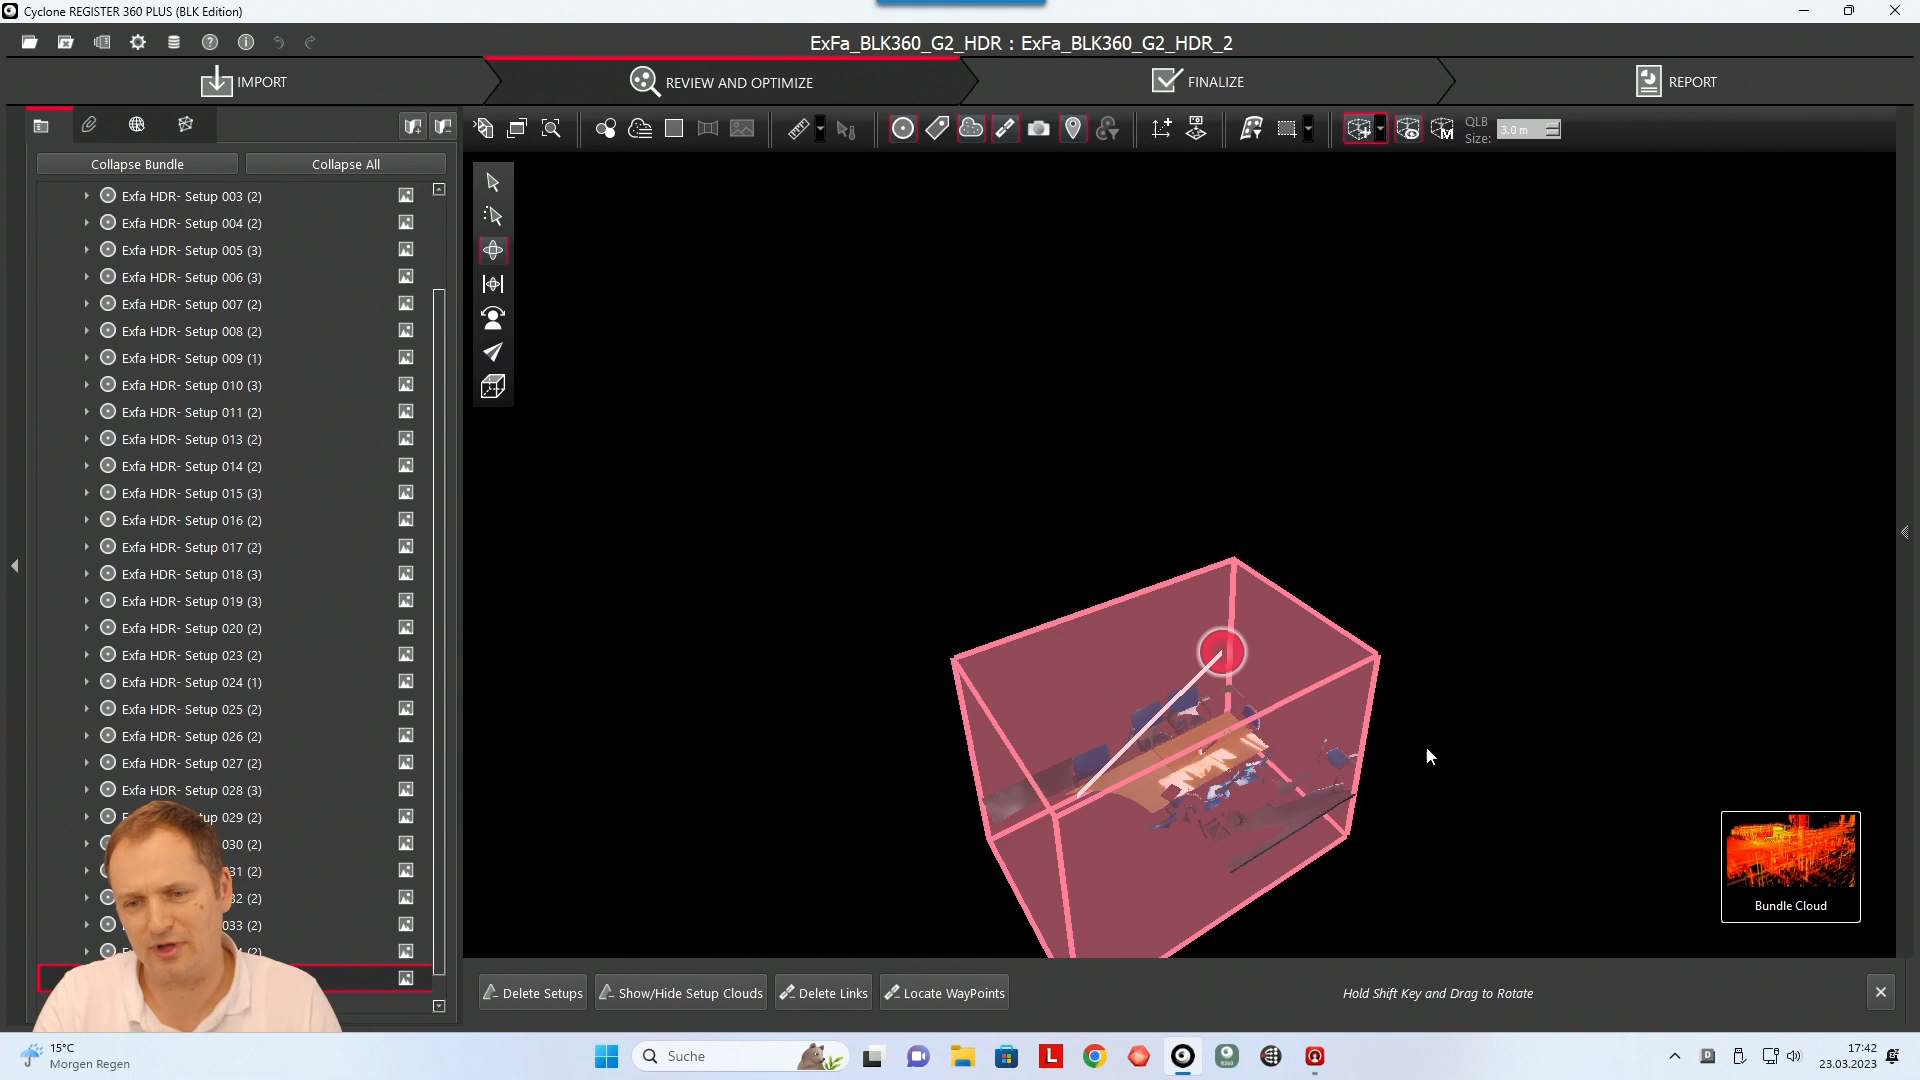 Cyclone REGISTER 360 PLUS (BLK Edition)
ExFa_BLK360_G2_HDR : ExFa_BLK360_G2_HDR_2
IMPORT
REVIEW AND OPTIMIZE
FINALIZE
REPORT
QLB
Size:
3.0 m
Collapse Bundle
Collapse All
Exfa HDR- Setup 003 (2)
Exfa HDR- Setup 004 (2)
Exfa HDR- Setup 005 (3)
Exfa HDR- Setup 006 (3)
Exfa HDR- Setup 007 (2)
Exfa HDR- Setup 008 (2)
Exfa HDR- Setup 009 (1)
Exfa HDR- Setup 010 (3)
Exfa HDR- Setup 011 (2)
Exfa HDR- Setup 013 (2)
Exfa HDR- Setup 014 (2)
Exfa HDR- Setup 015 (3)
Exfa HDR- Setup 016 (2)
Exfa HDR- Setup 017 (2)
Exfa HDR- Setup 018 (3)
Exfa HDR- Setup 019 (3)
Exfa HDR- Setup 020 (2)
Exfa HDR- Setup 023 (2)
Exfa HDR- Setup 024 (1)
Exfa HDR- Setup 025 (2)
Exfa HDR- Setup 026 (2)
Exfa HDR- Setup 027 (2)
Exfa HDR- Setup 028 (3)
029 (2)
030 (2)
31 (2)
32 (2)
033 (2)
(2)
Bundle Cloud
Delete Setups
Show/Hide Setup Clouds
Delete Links
Locate WayPoints
Hold Shift Key and Drag to Rotate
15°C
Morgen Regen
Suche
17:42
23.03.2023